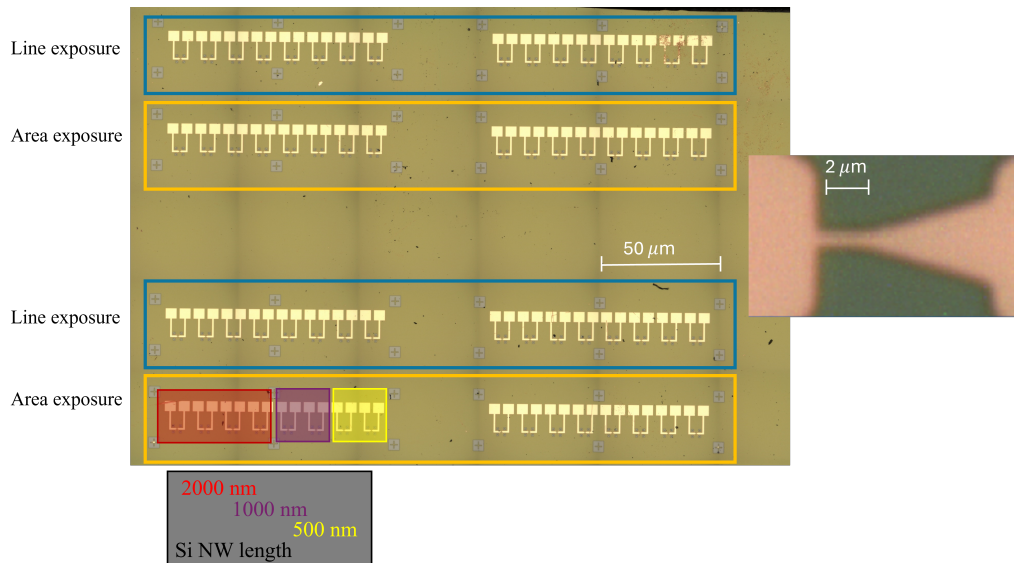 Line exposure
Area exposure
2 μm
50 μm
Line exposure
Area exposure
2000 nm
1000 nm
500 nm
Si NW length